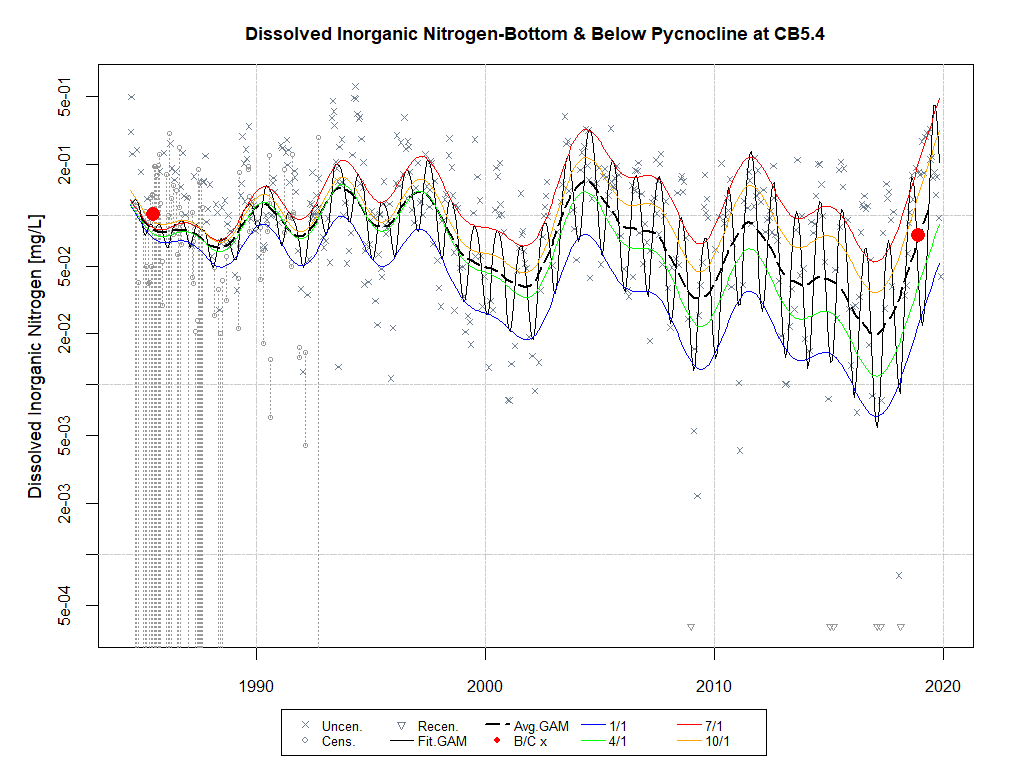 Dissolved Inorganic Nitrogen-Bottom & Below Pycnocline at CB5.4
Dissolved Inorganic Nitrogen [mg/L]
5e-01
2e-01
5e-02
2e-02
5e-03
2e-03
5e-04
1990 2000 2010 2020
Uncen. Recen. Avg.GAM 1/1 7/1
Cens. Fit.GAM B/C x 4/1 10/1